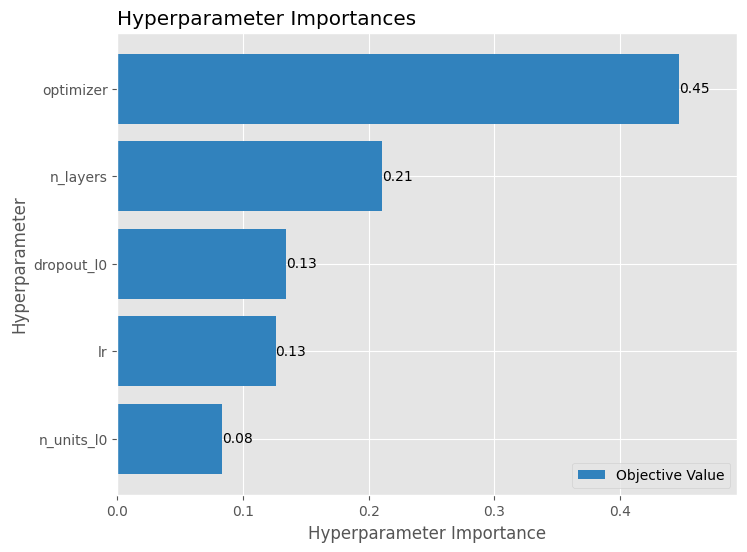 Hyperparameter Importances
Hyperparameter
optimizer
0.45
n_layers
0.21
dropout_l0
0.13
lr
0.13
n_units_l0
0.08
Objective Value
0.0 0.1 0.2 0.3 0.4
Hyperparameter Importance